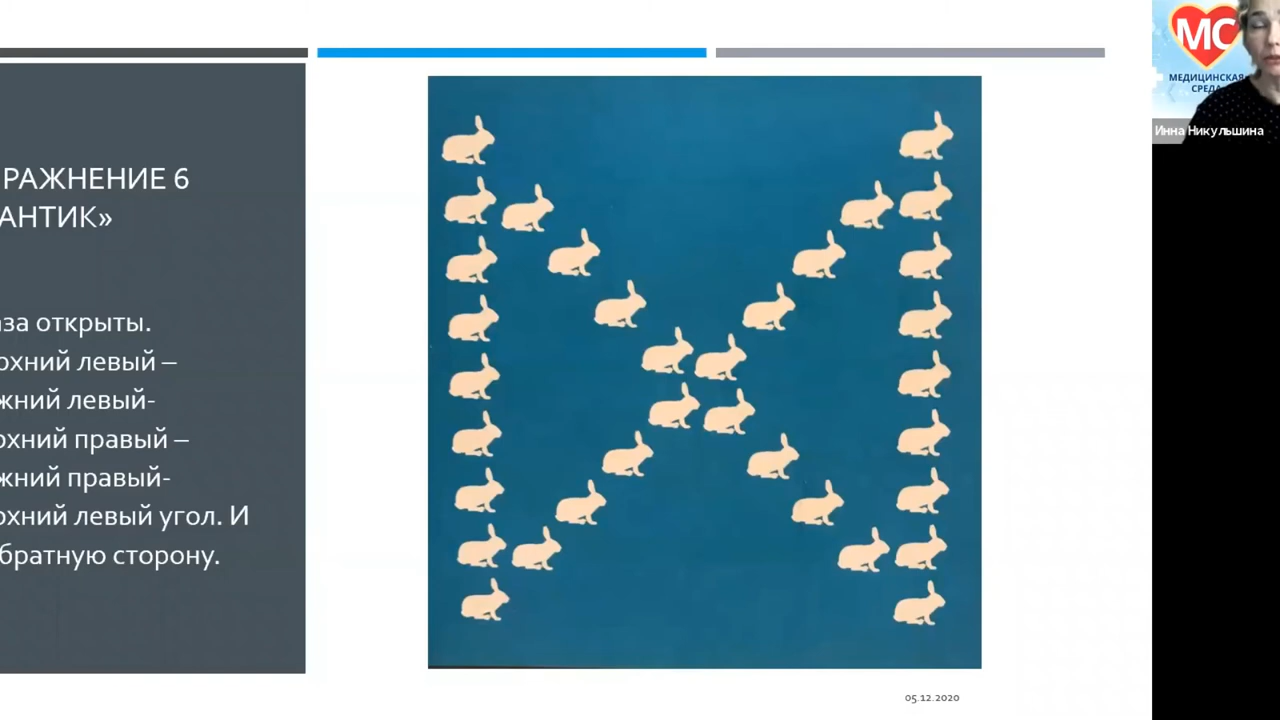 РАЖНЕНИЕ 6
АНТИК»
аза открыты.
рхний левый –
жний левый-
рхний правый –
жний правый-
рхний левый угол. И
братную сторону.
05.12.2020
МС
МЕДИЦИНСКАЯ
СРЕДА
Инна Никульшина